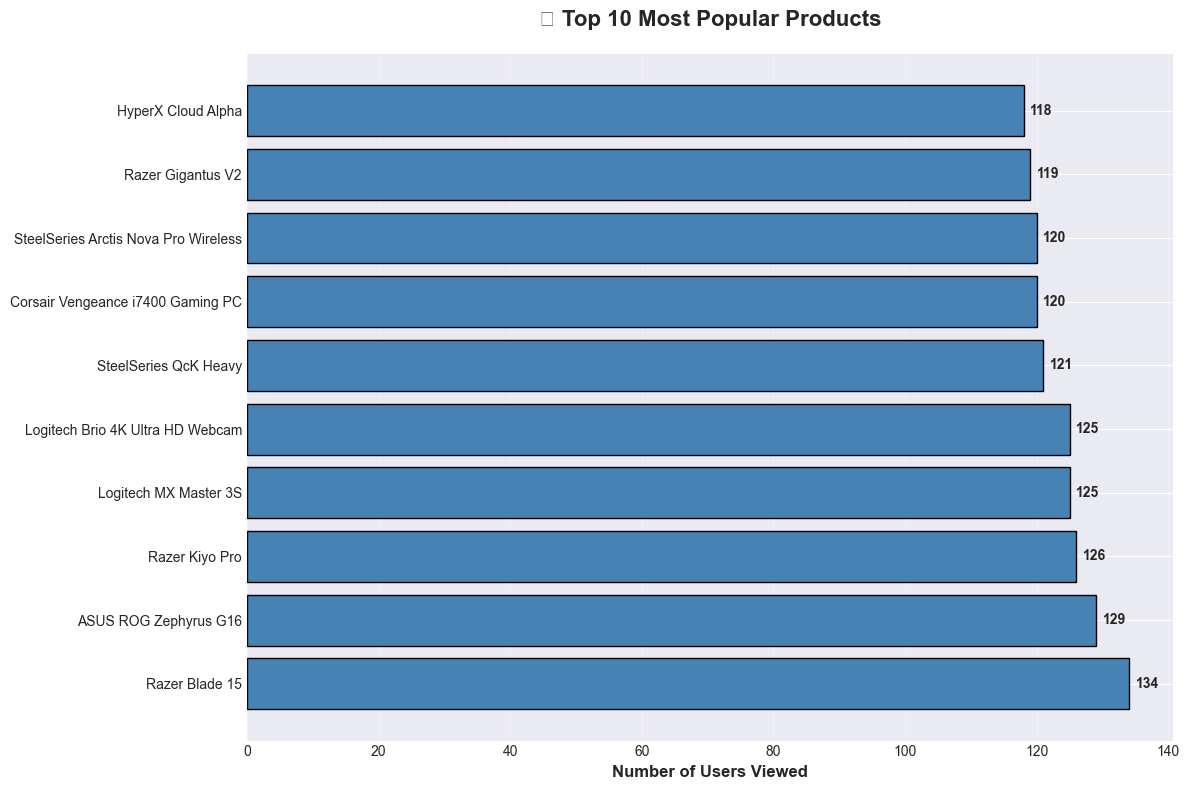 Top 10 Most Popular Products
HyperX Cloud Alpha 118
Razer Gigantus V2 119
SteelSeries Arctis Nova Pro Wireless 120
Corsair Vengeance i7400 Gaming PC 120
SteelSeries QcK Heavy 121
Logitech Brio 4K Ultra HD Webcam 125
Logitech MX Master 3S 125
Razer Kiyo Pro 126
ASUS ROG Zephyrus G16 129
Razer Blade 15 134
0 20 40 60 80 100 120 140
Number of Users Viewed